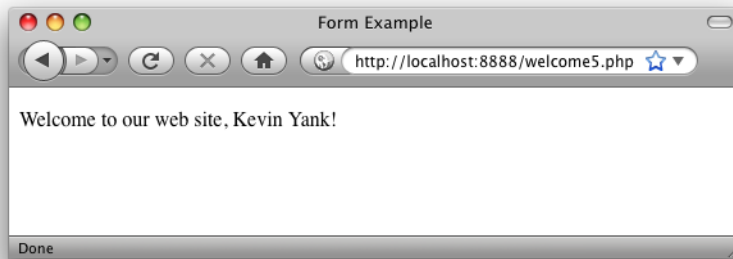 Form Example
http://localhost:8888/welcome5.php
Welcome to our web site, Kevin Yank!
Done